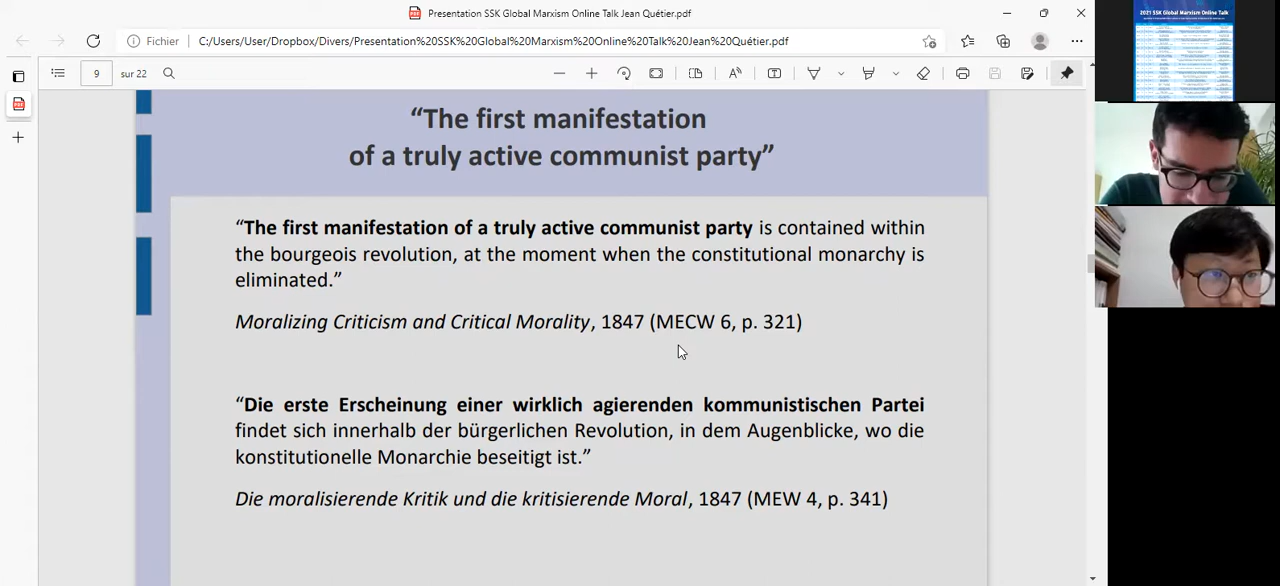 Presentation SSK Global Marxism Online Talk Jean Quétier.pdf
Fichier
C:/Users/User/Dropbox/Divers/Presentation%20SSK%20Global%20Marxism%20Online%20Talk%20Jean%20Quétier.pdf
9 sur 22
“The first manifestation
of a truly active communist party”
“The first manifestation of a truly active communist party is contained within
the bourgeois revolution, at the moment when the constitutional monarchy is
eliminated.”
Moralizing Criticism and Critical Morality, 1847 (MECW 6, p. 321)
“Die erste Erscheinung einer wirklich agierenden kommunistischen Partei
findet sich innerhalb der bürgerlichen Revolution, in dem Augenblicke, wo die
konstitutionelle Monarchie beseitigt ist.”
Die moralisierende Kritik und die kritisierende Moral, 1847 (MEW 4, p. 341)
2021 SSK Global Marxism Online Talk